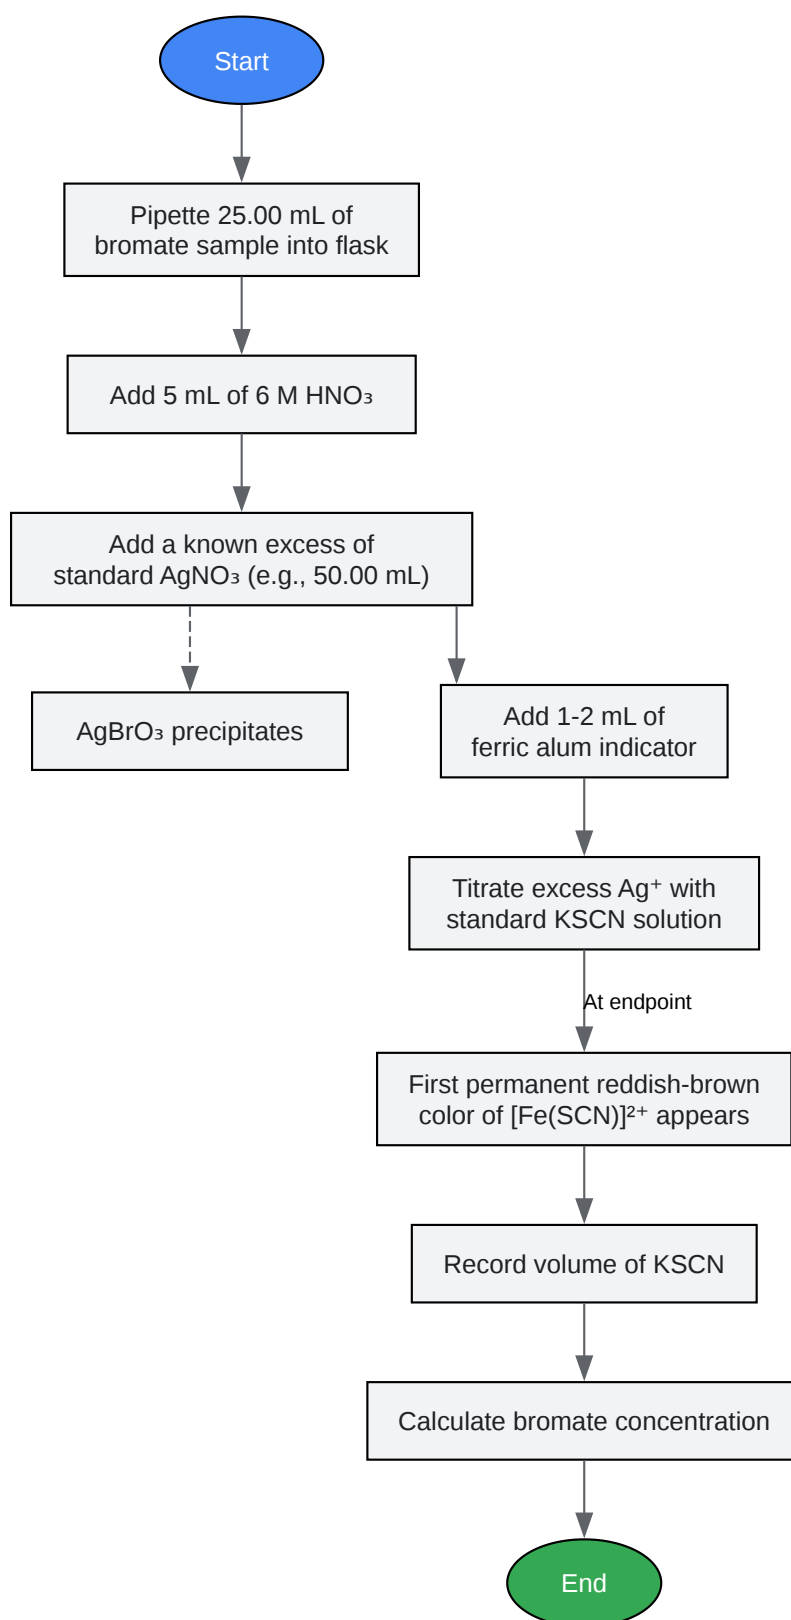 Start
Pipette 25.00 mL of
bromate sample into flask
Add 5 mL of 6 M HNO₃
Add a known excess of
standard AgNO₃ (e.g., 50.00 mL)
AgBrO₃ precipitates
Add 1-2 mL of
ferric alum indicator
Titrate excess Ag⁺ with
standard KSCN solution
At endpoint
First permanent reddish-brown
color of [Fe(SCN)]²⁺ appears
Record volume of KSCN
Calculate bromate concentration
End